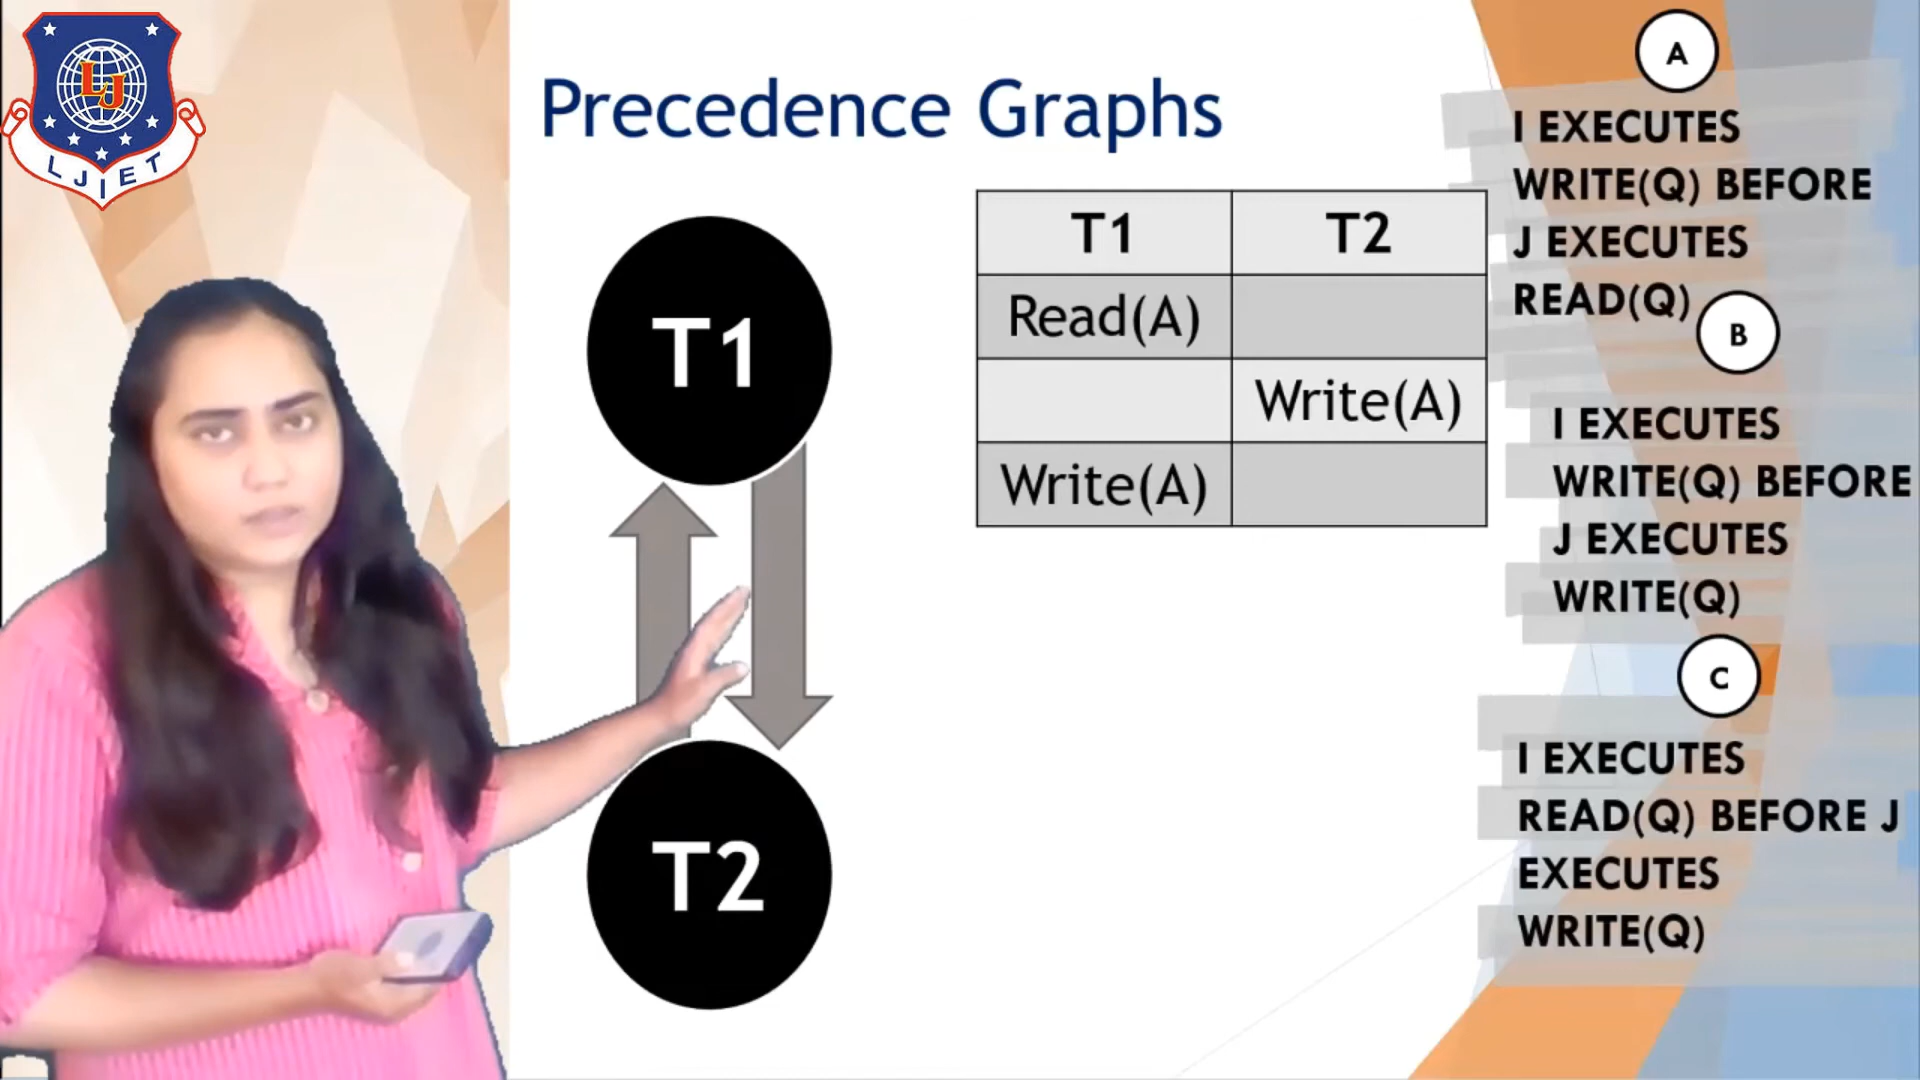 LJ
LJIET
Precedence Graphs
T1
T2
T1 T2
Read(A)
Write(A)
Write(A)
A
I EXECUTES
WRITE(Q) BEFORE
J EXECUTES
READ(Q)
B
I EXECUTES
WRITE(Q) BEFORE
J EXECUTES
WRITE(Q)
C
I EXECUTES
READ(Q) BEFORE J
EXECUTES
WRITE(Q)